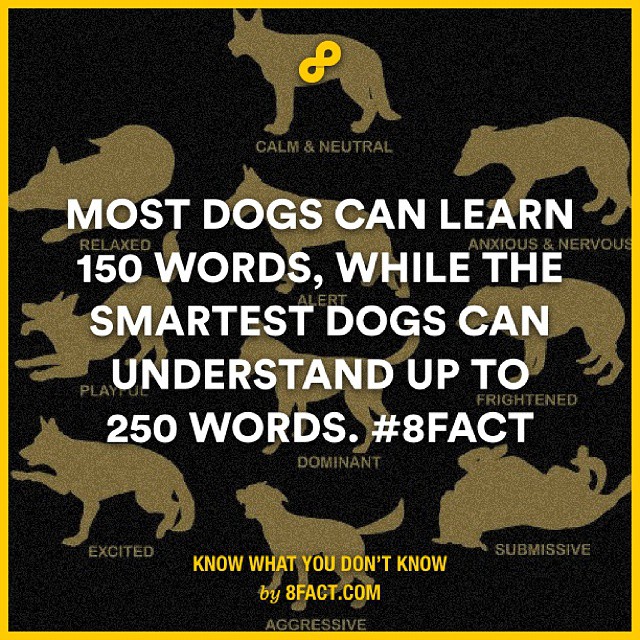 CALM & NEUTRAL
MOST DOGS CAN LEARN
RELAXED
ANXIOUS & NERVOUS
150 WORDS, WHILE THE
ALERT
SMARTEST DOGS CAN
UNDERSTAND UP TO
PLAYFUL
FRIGHTENED
250 WORDS. #8FACT
DOMINANT
EXCITED
SUBMISSIVE
KNOW WHAT YOU DON'T KNOW
by 8FACT.COM
AGGRESSIVE